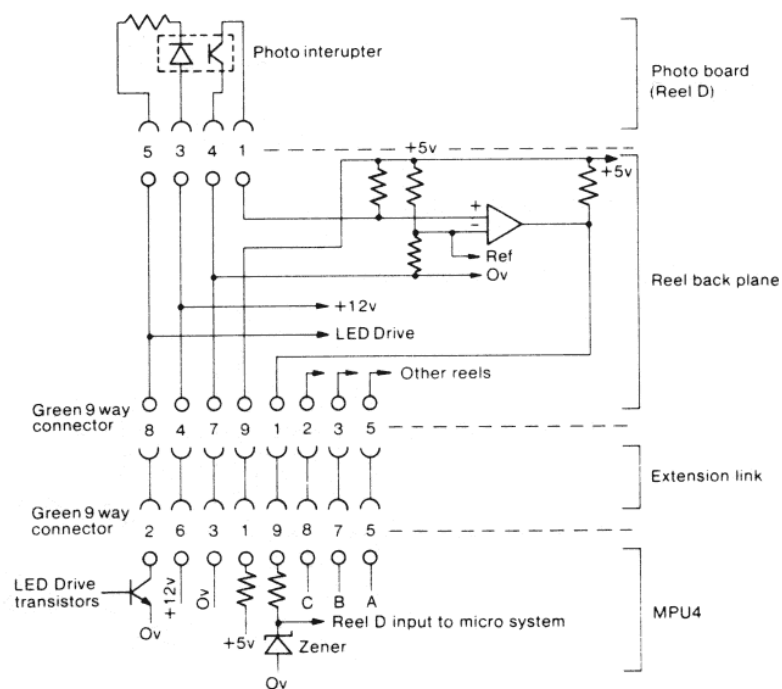 Photo interupter
Photo board
(Reel D)
5 3 4 1
+5v
+5v
+
−
Ref
Ov
Reel back plane
+12v
LED Drive
Other reels
Green 9 way
connector
8 4 7 9 1 2 3 5
Extension link
Green 9 way
connector
2 6 3 1 9 8 7 5
LED Drive
transistors
+12v
Ov
C B A
MPU4
Reel D input to micro system
Ov
+5v
Zener
Ov